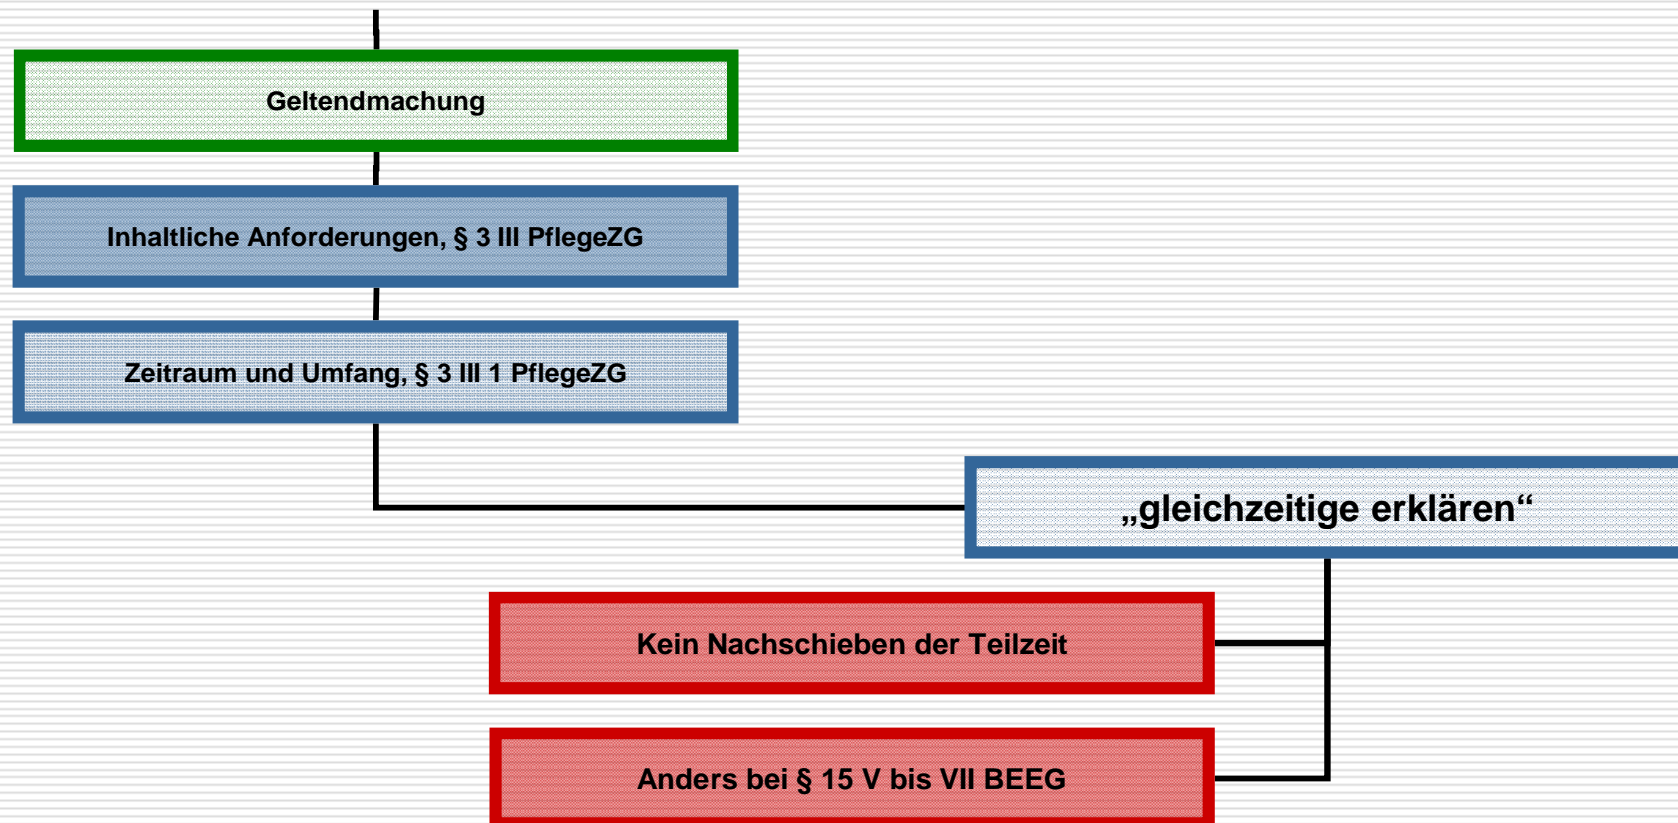 Geltendmachung
Inhaltliche Anforderungen, § 3 III PflegeZG
Zeitraum und Umfang, § 3 III 1 PflegeZG
„gleichzeitige erklären“
Kein Nachschieben der Teilzeit
Anders bei § 15 V bis VII BEEG